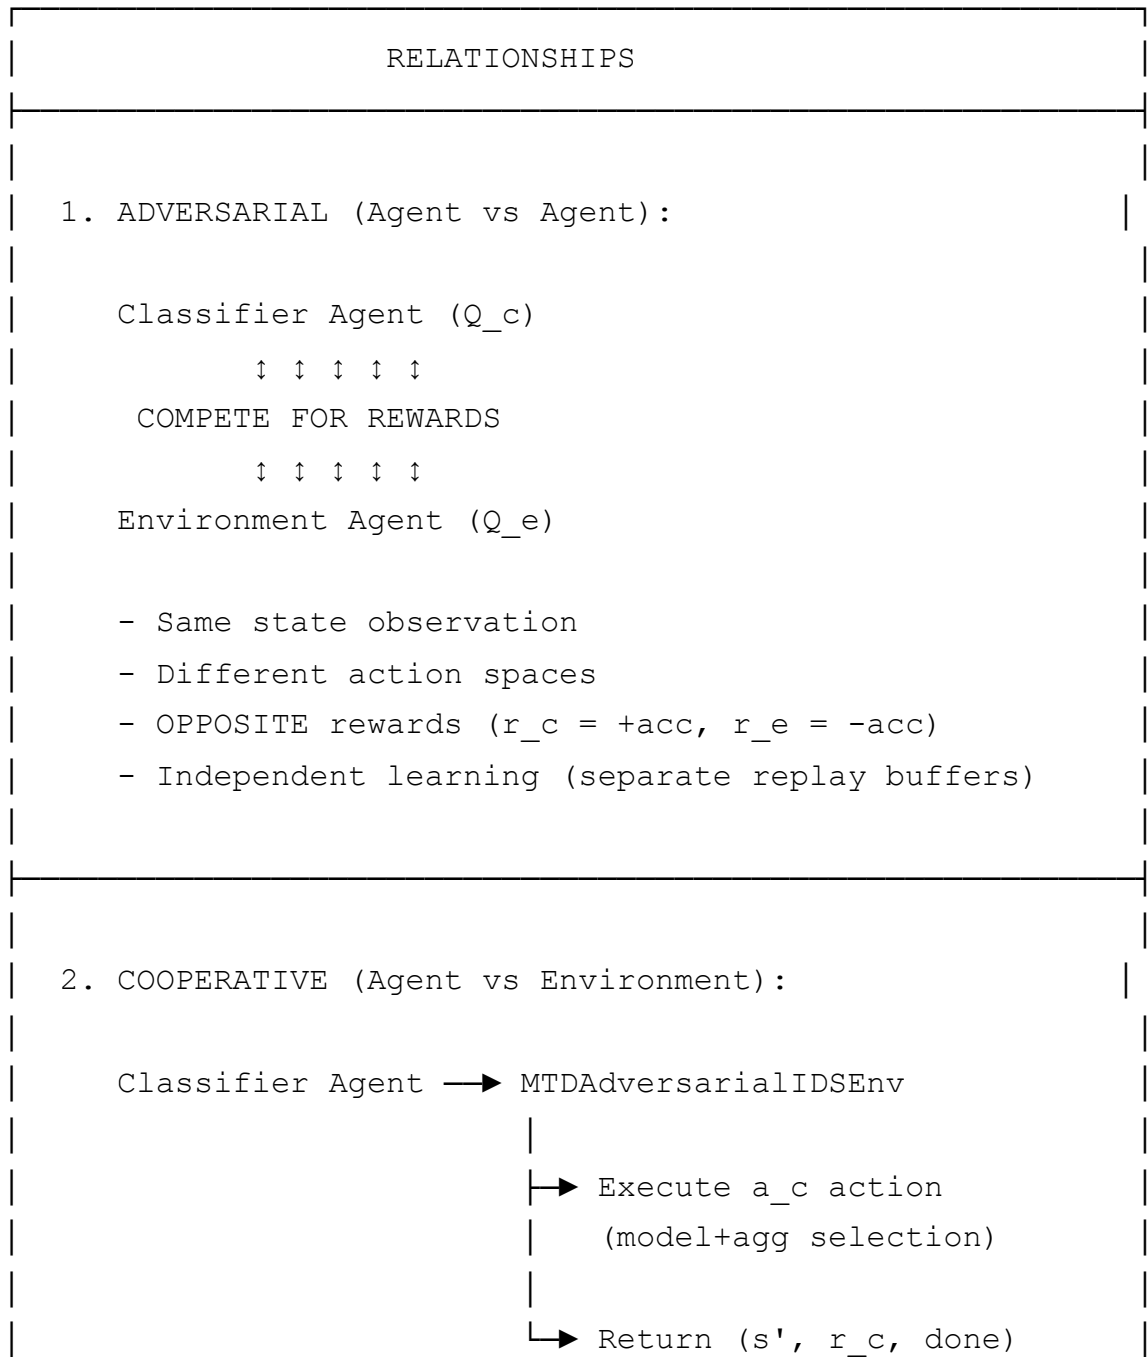 RELATIONSHIPS
1. ADVERSARIAL (Agent vs Agent):
Classifier Agent (Q_c)
↕ ↕ ↕ ↕ ↕
COMPETE FOR REWARDS
↕ ↕ ↕ ↕ ↕
Environment Agent (Q_e)
- Same state observation
- Different action spaces
- OPPOSITE rewards (r_c = +acc, r_e = -acc)
- Independent learning (separate replay buffers)
2. COOPERATIVE (Agent vs Environment):
Classifier Agent ──► MTDAdversarialIDSEnv
├─► Execute a_c action
│ (model+agg selection)
└─► Return (s', r_c, done)